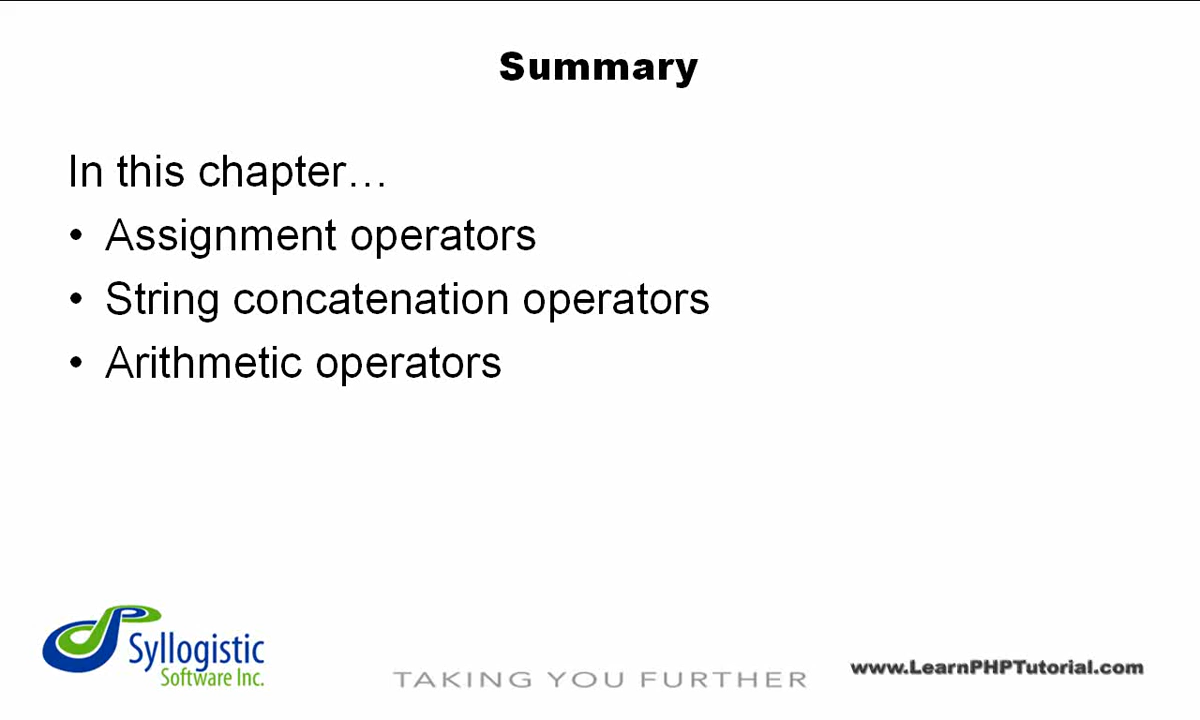 Summary
In this chapter…
• Assignment operators
• String concatenation operators
• Arithmetic operators
Syllogistic
Software Inc.
TAKING YOU FURTHER
www.LearnPHPTutorial.com